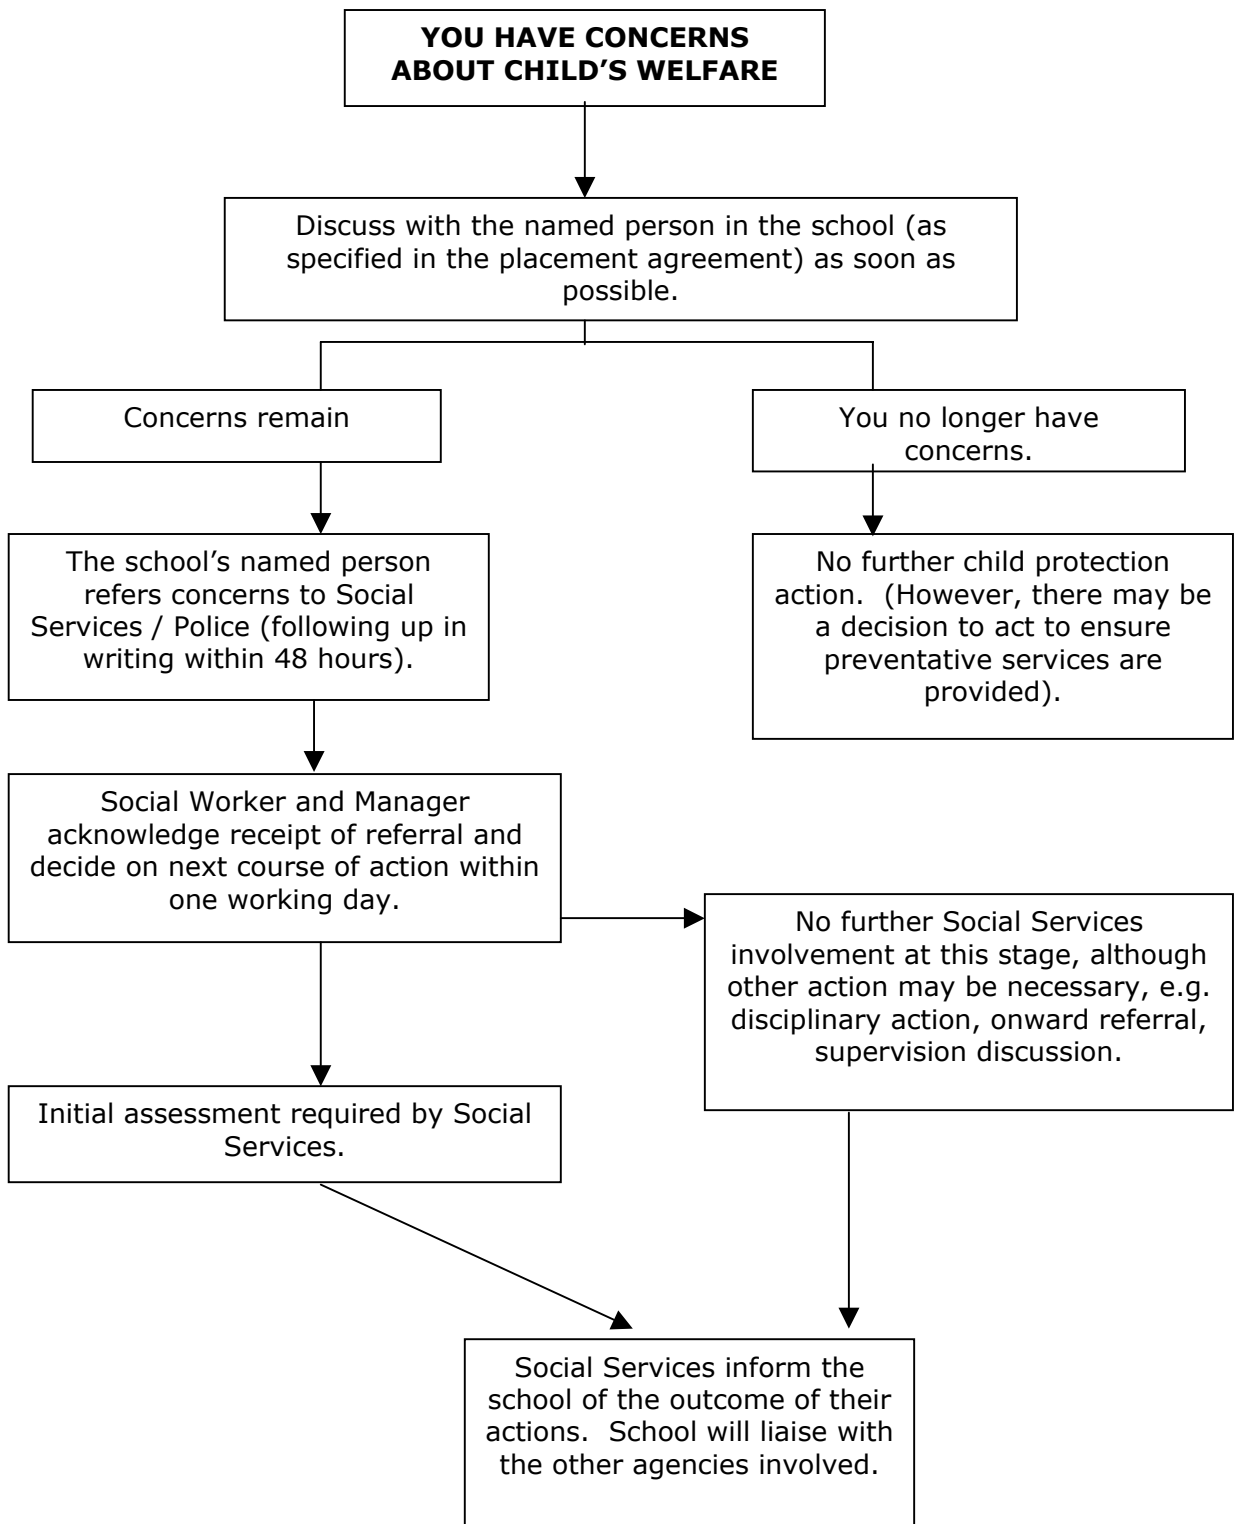 YOU HAVE CONCERNS
ABOUT CHILD’S WELFARE
Discuss with the named person in the school (as
specified in the placement agreement) as soon as
possible.
Concerns remain
You no longer have
concerns.
The school’s named person
refers concerns to Social
Services / Police (following up in
writing within 48 hours).
No further child protection
action.  (However, there may be
a decision to act to ensure
preventative services are
provided).
Social Worker and Manager
acknowledge receipt of referral and
decide on next course of action within
one working day.
No further Social Services
involvement at this stage, although
other action may be necessary, e.g.
disciplinary action, onward referral,
supervision discussion.
Initial assessment required by Social
Services.
Social Services inform the
school of the outcome of their
actions.  School will liaise with
the other agencies involved.